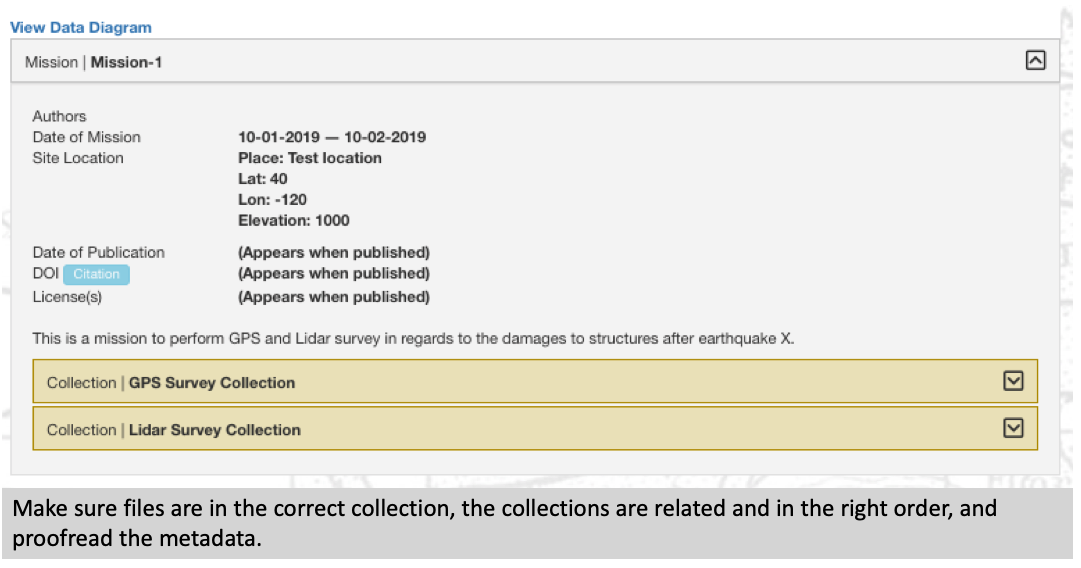 View Data Diagram
Mission | Mission-1
Authors
Date of Mission 10-01-2019 — 10-02-2019
Site Location Place: Test location
Lat: 40
Lon: -120
Elevation: 1000
Date of Publication (Appears when published)
DOI Citation (Appears when published)
License(s) (Appears when published)
This is a mission to perform GPS and Lidar survey in regards to the damages to structures after earthquake X.
Collection | GPS Survey Collection
Collection | Lidar Survey Collection
Make sure files are in the correct collection, the collections are related and in the right order, and
proofread the metadata.